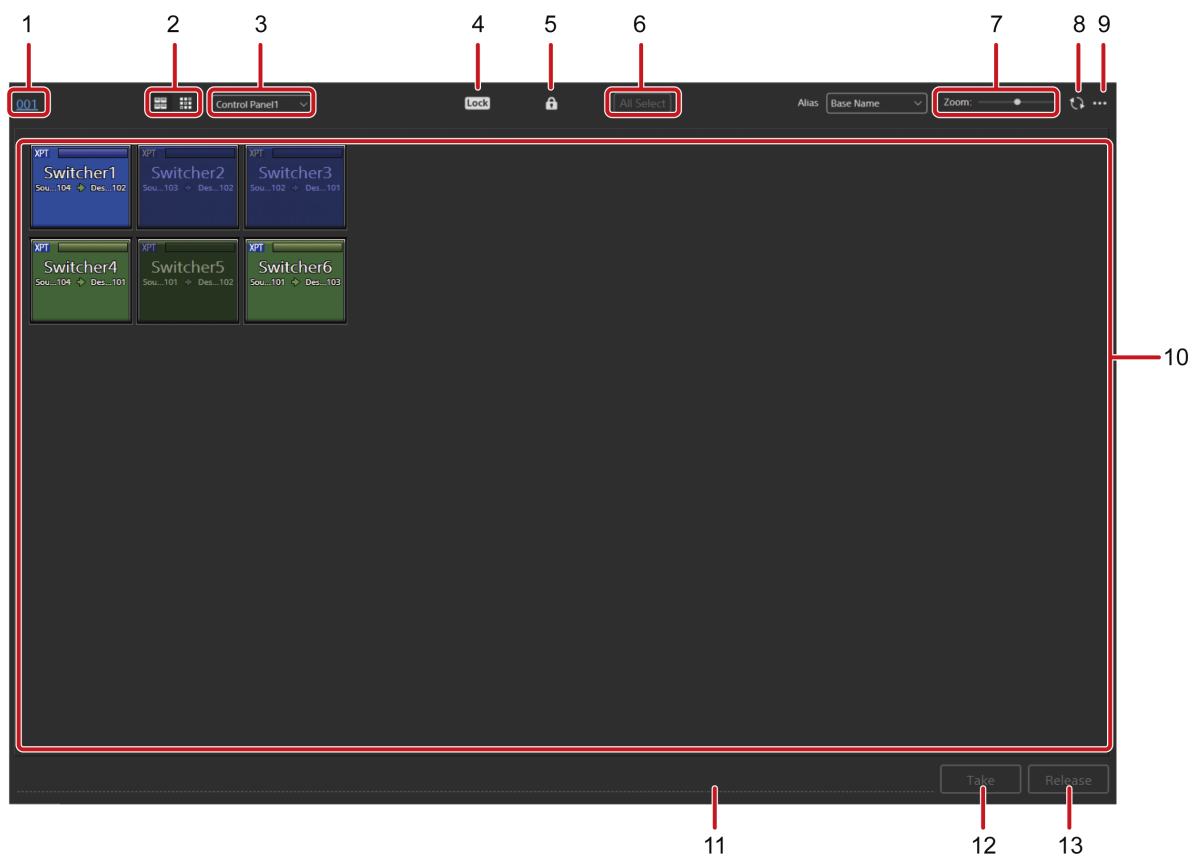 1 2 3 4 5 6 7 8 9
001 Control Panel1 Lock All Select Alias Base Name Zoom:
XPT XPT XPT
Switcher1 Switcher2 Switcher3
Sou...104 Des...102 Sou...103 Des...102 Sou...102 Des...101
XPT XPT XPT
Switcher4 Switcher5 Switcher6
Sou...104 Des...101 Sou...101 Des...102 Sou...101 Des...103
10
Take Release
11 12 13